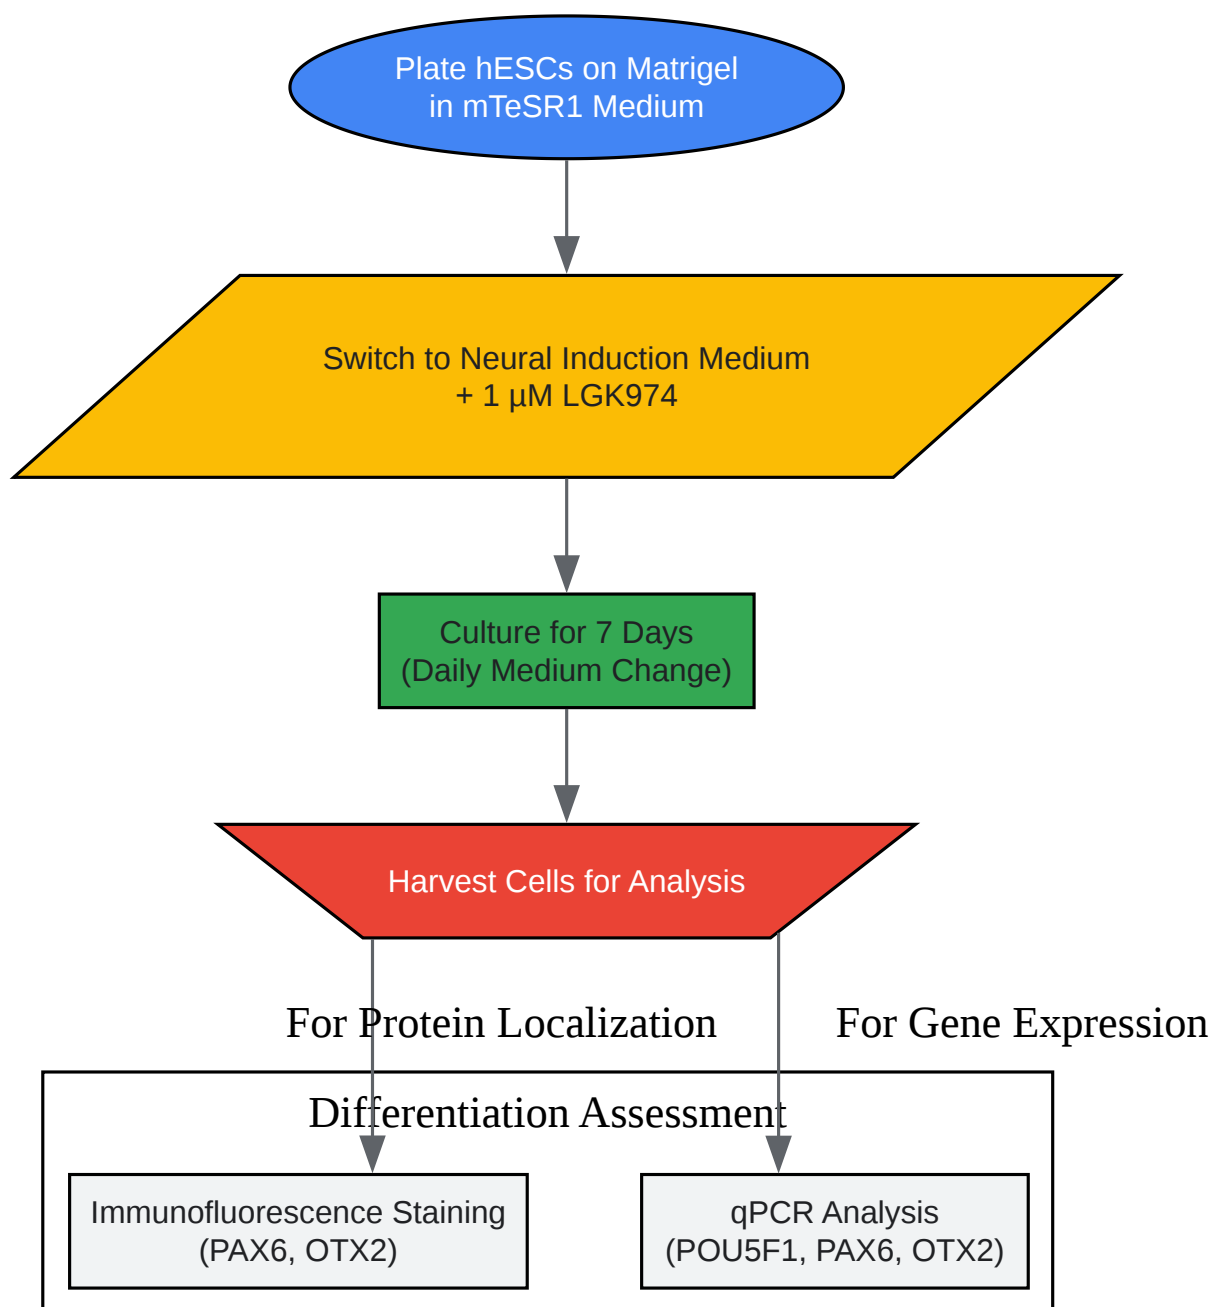 Plate hESCs on Matrigel
in mTeSR1 Medium
Switch to Neural Induction Medium
+ 1 µM LGK974
Culture for 7 Days
(Daily Medium Change)
Harvest Cells for Analysis
For Protein Localization
For Gene Expression
Differentiation Assessment
Immunofluorescence Staining
(PAX6, OTX2)
qPCR Analysis
(POU5F1, PAX6, OTX2)